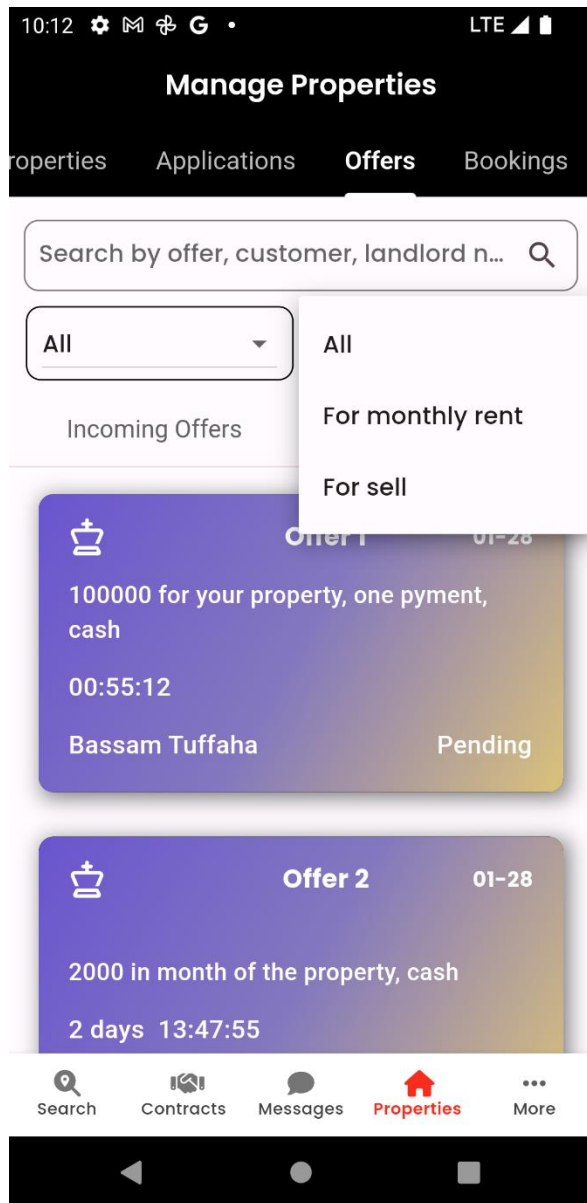 10:12 G LTE
Manage Properties
roperties Applications Offers Bookings
Search by offer, customer, landlord n...
All
All
For monthly rent
For sell
Incoming Offers
Offer 1 01-28
100000 for your property, one pyment,
cash
00:55:12
Bassam Tuffaha Pending
Offer 2 01-28
2000 in month of the property, cash
2 days 13:47:55
Search Contracts Messages Properties More